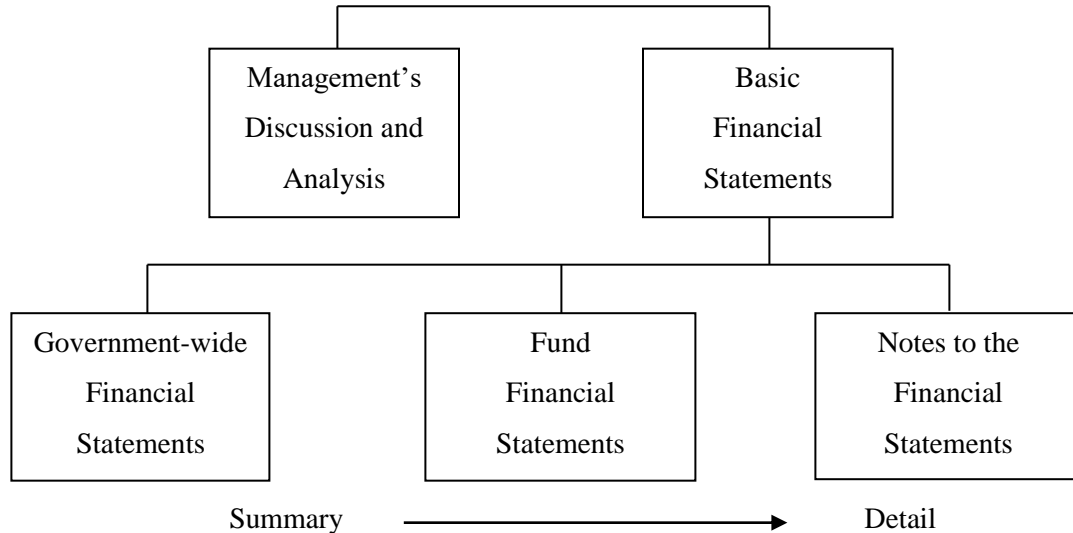 Management’s
Discussion and
Analysis
Basic
Financial
Statements
Government-wide
Financial
Statements
Fund
Financial
Statements
Notes to the
Financial
Statements
Summary
Detail